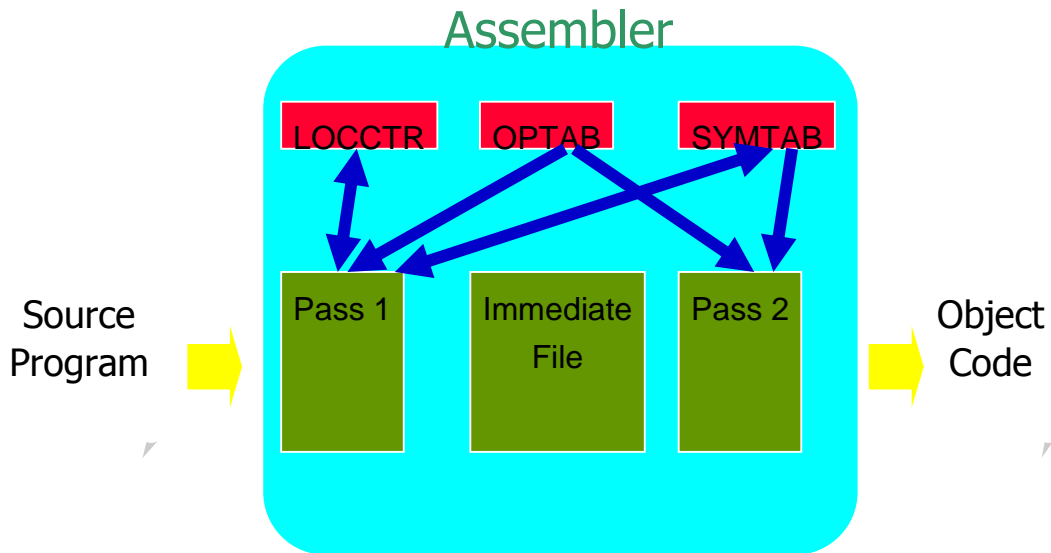 Assembler
LOCCTR
OPTAB
SYMTAB
Source
Program
Pass 1
Immediate
File
Pass 2
Object
Code